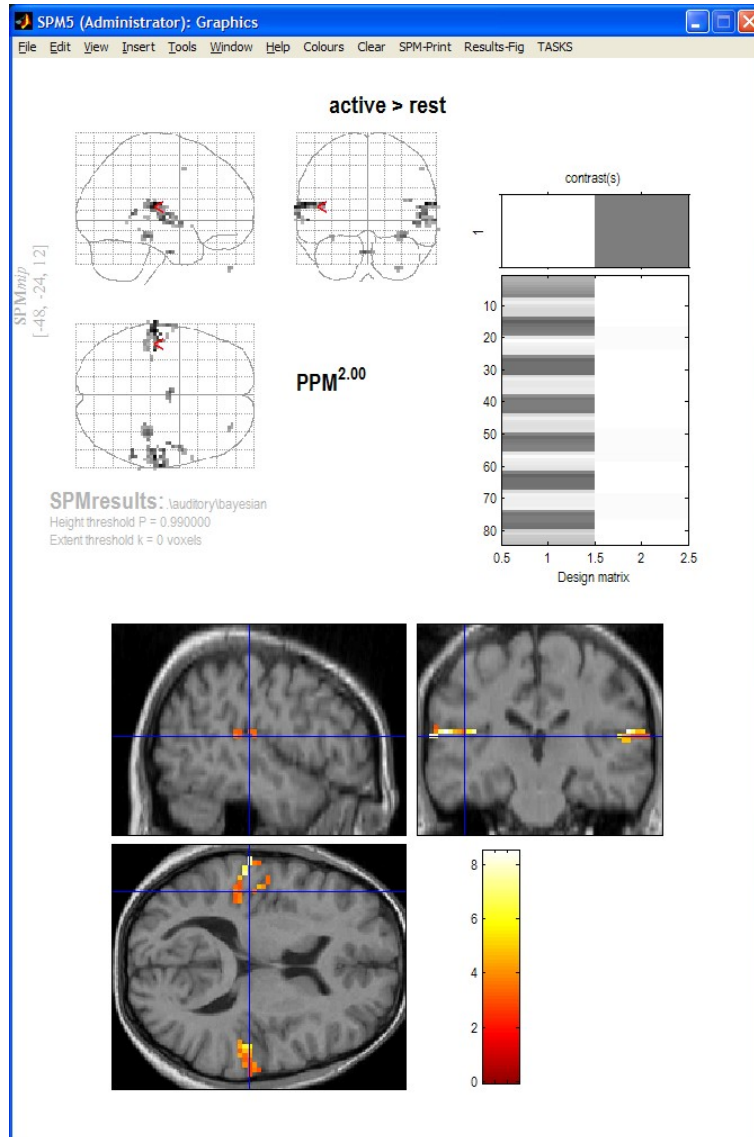 SPM5 (Administrator): Graphics
File Edit View Insert Tools Window Help Colours Clear SPM-Print Results-Fig TASKS
active > rest
SPMmip
[-48, -24, 12]
<
<
<
PPM2.00
SPMresults: .\auditory\bayesian
Height threshold P = 0.990000
Extent threshold k = 0 voxels
contrast(s)
1
10
20
30
40
50
60
70
80
0.5 1 1.5 2 2.5
Design matrix
8
6
4
2
0